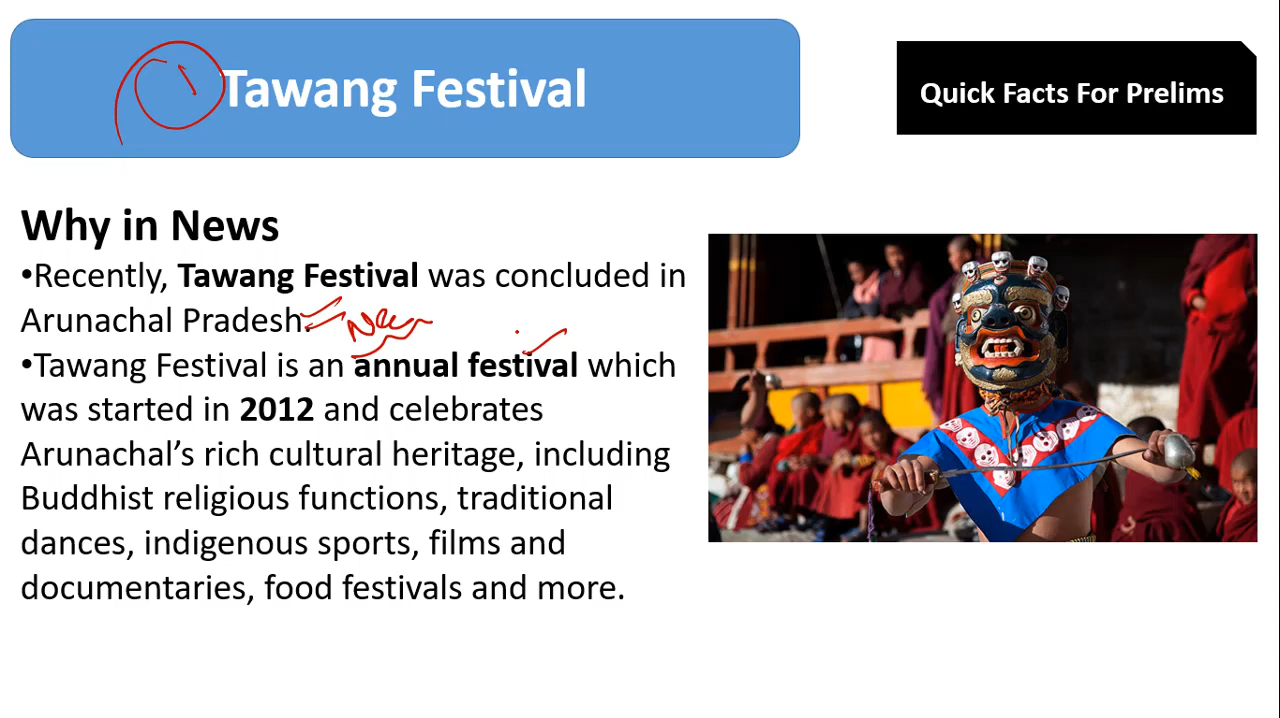 Tawang Festival
Quick Facts For Prelims
Why in News
•Recently, Tawang Festival was concluded in
Arunachal Pradesh.
•Tawang Festival is an annual festival which
was started in 2012 and celebrates
Arunachal’s rich cultural heritage, including
Buddhist religious functions, traditional
dances, indigenous sports, films and
documentaries, food festivals and more.